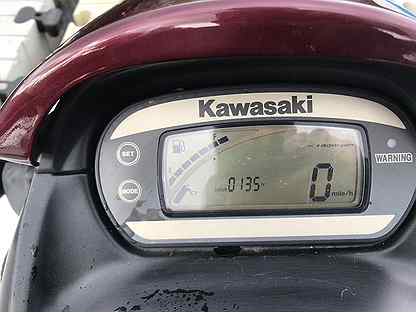 Kawasaki
SET
WARNING
MODE
0135
0 mile/h